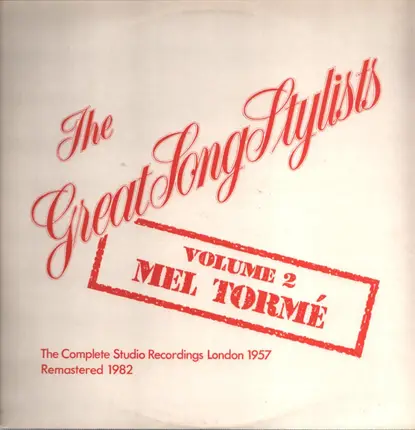 The
Great Song Stylists
VOLUME 2
MEL TORMÉ
The Complete Studio Recordings London 1957
Remastered 1982